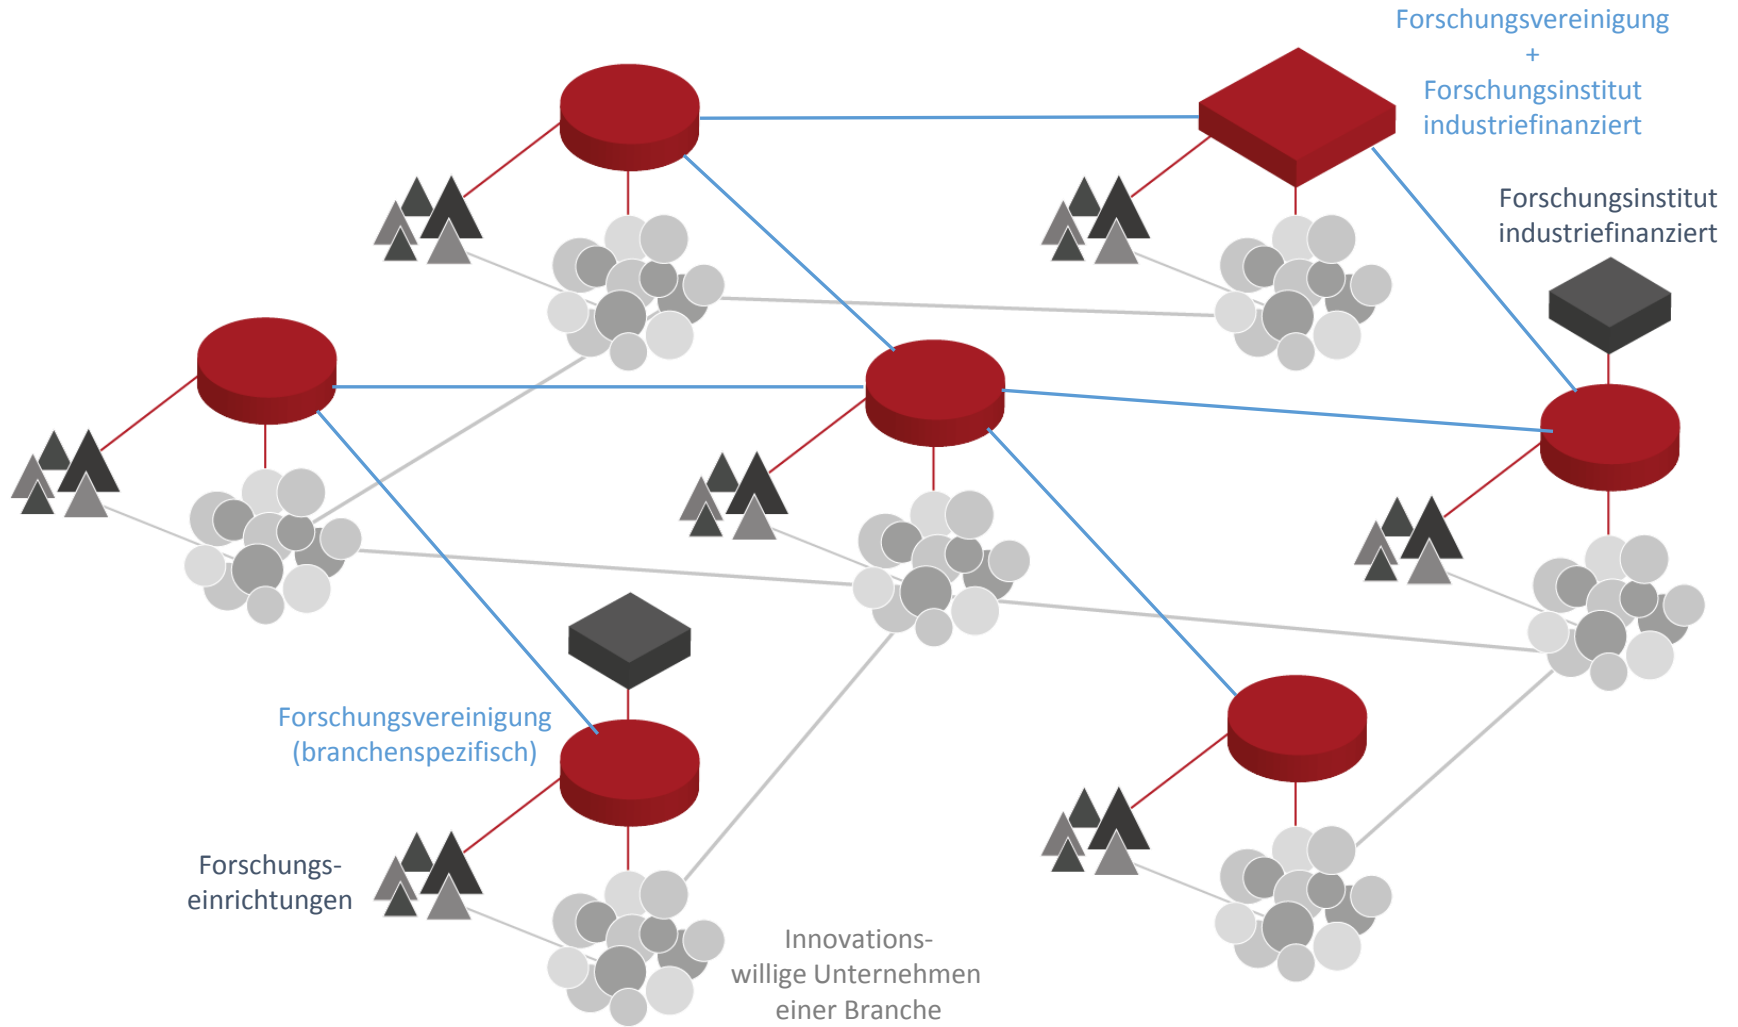 Forschungsvereinigung
+
Forschungsinstitut
industriefinanziert
Forschungsinstitut
industriefinanziert
Forschungsvereinigung
(branchenspezifisch)
Forschungs-
einrichtungen
Innovations-
willige Unternehmen
einer Branche